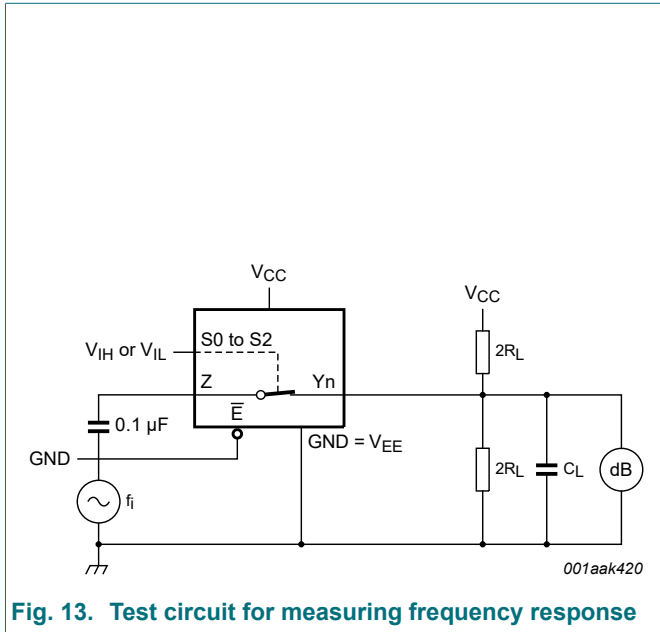 VCC
VCC
S0 to S2
2RL
VIH or VIL
Z
Yn
E
0.1 µF
GND = VEE
GND
2RL
CL
dB
fi
001aak420
Fig. 13. Test circuit for measuring frequency response